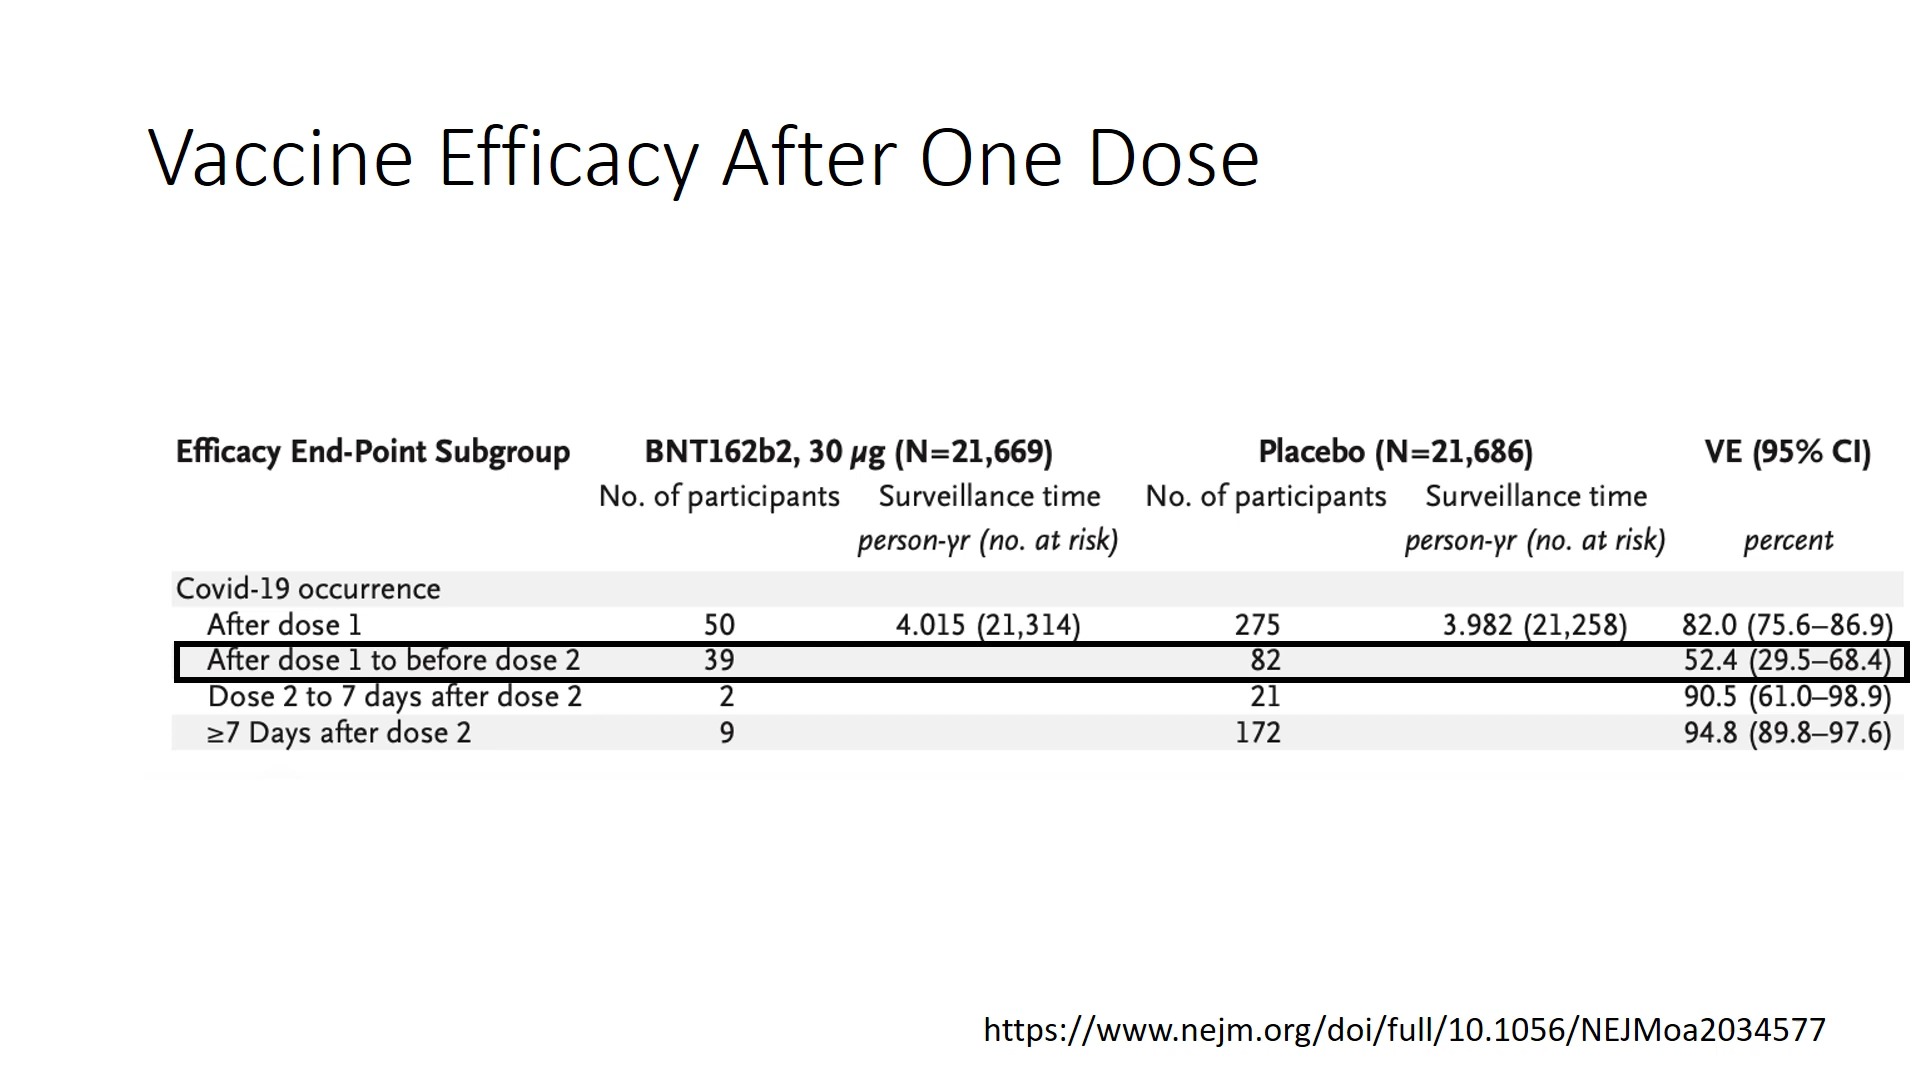 Vaccine Efficacy After One Dose
Efficacy End-Point Subgroup BNT162b2, 30 μg (N=21,669) Placebo (N=21,686) VE (95% CI)
No. of participants Surveillance time No. of participants Surveillance time
person-yr (no. at risk) person-yr (no. at risk) percent
Covid-19 occurrence
After dose 1 50 4.015 (21,314) 275 3.982 (21,258) 82.0 (75.6–86.9)
After dose 1 to before dose 2 39 82 52.4 (29.5–68.4)
Dose 2 to 7 days after dose 2 2 21 90.5 (61.0–98.9)
≥7 Days after dose 2 9 172 94.8 (89.8–97.6)
https://www.nejm.org/doi/full/10.1056/NEJMoa2034577